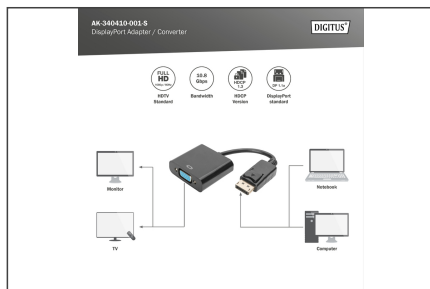 AK-340410-001-S
DisplayPort Adapter / Converter
DIGITUS®
FULL
HD
HDTV
Standard
10.8
Gbps
Bandwidth
HDCP
1.3
HDCP
Version
DP 1.1a
DisplayPort
standard
Monitor
TV
Notebook
Computer